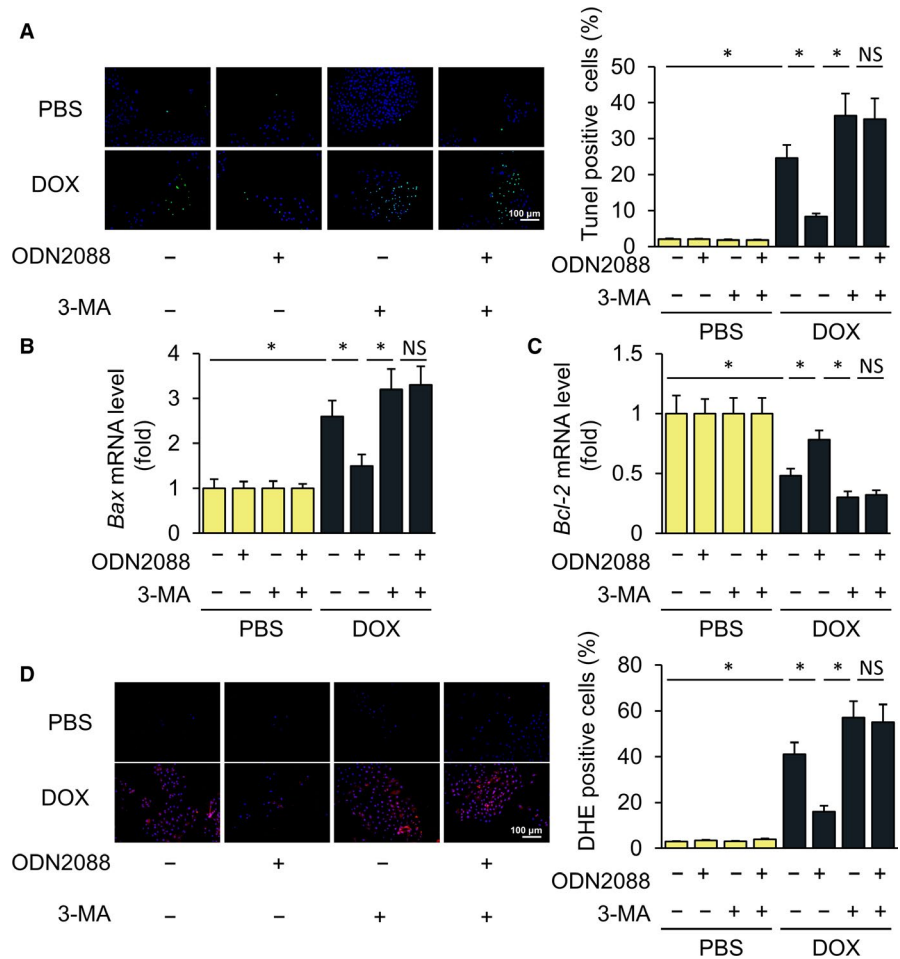 A
PBS
DOX
100 µm
ODN2088 − + − +
3-MA − − + +
Tunel positive cells (%)
50
40
30
20
10
0
* * * NS
ODN2088 − + − + − + − +
3-MA − − + + − − + +
PBS DOX
B
Bax mRNA level
(fold)
4
3
2
1
0
* * * NS
ODN2088 − + − + − + − +
3-MA − − + + − − + +
PBS DOX
C
Bcl-2 mRNA level
(fold)
1.5
1
0.5
0
* * * NS
ODN2088 − + − + − + − +
3-MA − − + + − − + +
PBS DOX
D
PBS
DOX
100 µm
ODN2088 − + − +
3-MA − − + +
DHE positive cells (%)
80
60
40
20
0
* * * NS
ODN2088 − + − + − + − +
3-MA − − + + − − + +
PBS DOX